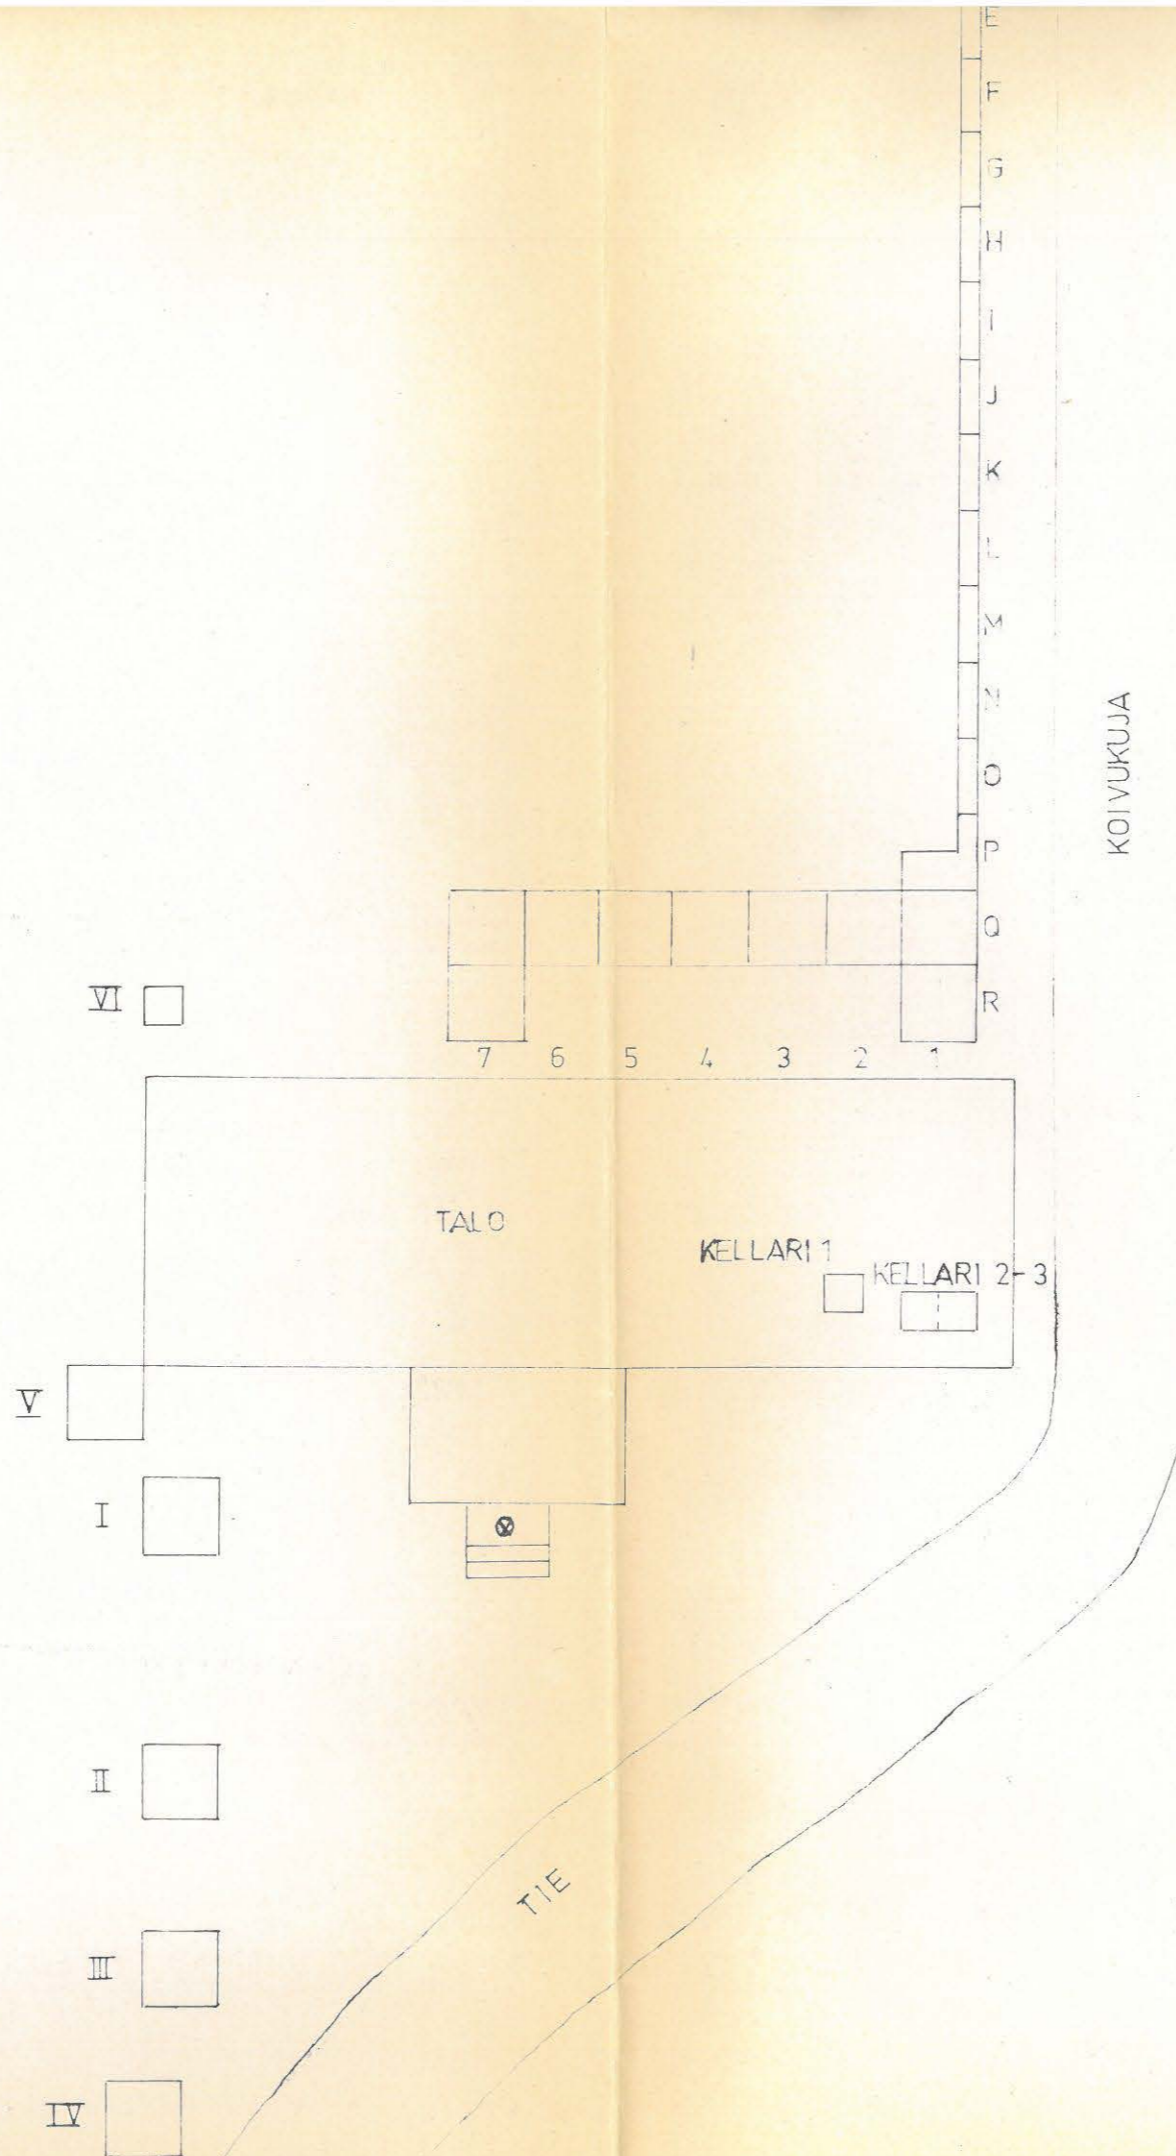 E
F
G
H
I
J
K
L
M
N
O
P
KOIVUKUJA
Q
R
VI
7 6 5 4 3 2 1
TALO
KELLARI 1
KELLARI 2-3
V
I
II
TIE
III
IV